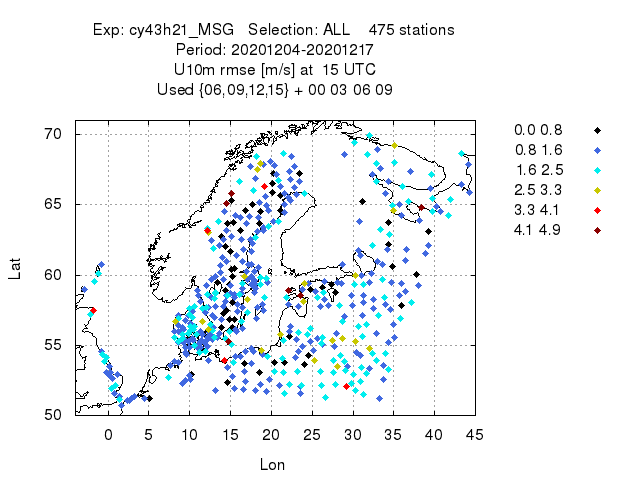 Exp: cy43h21_MSG Selection: ALL 475 stations
Period: 20201204-20201217
U10m rmse [m/s] at 15 UTC
Used {06,09,12,15} + 00 03 06 09
0.0 0.8
0.8 1.6
1.6 2.5
2.5 3.3
3.3 4.1
4.1 4.9
Lat
70
65
60
55
50
0 5 10 15 20 25 30 35 40 45
Lon